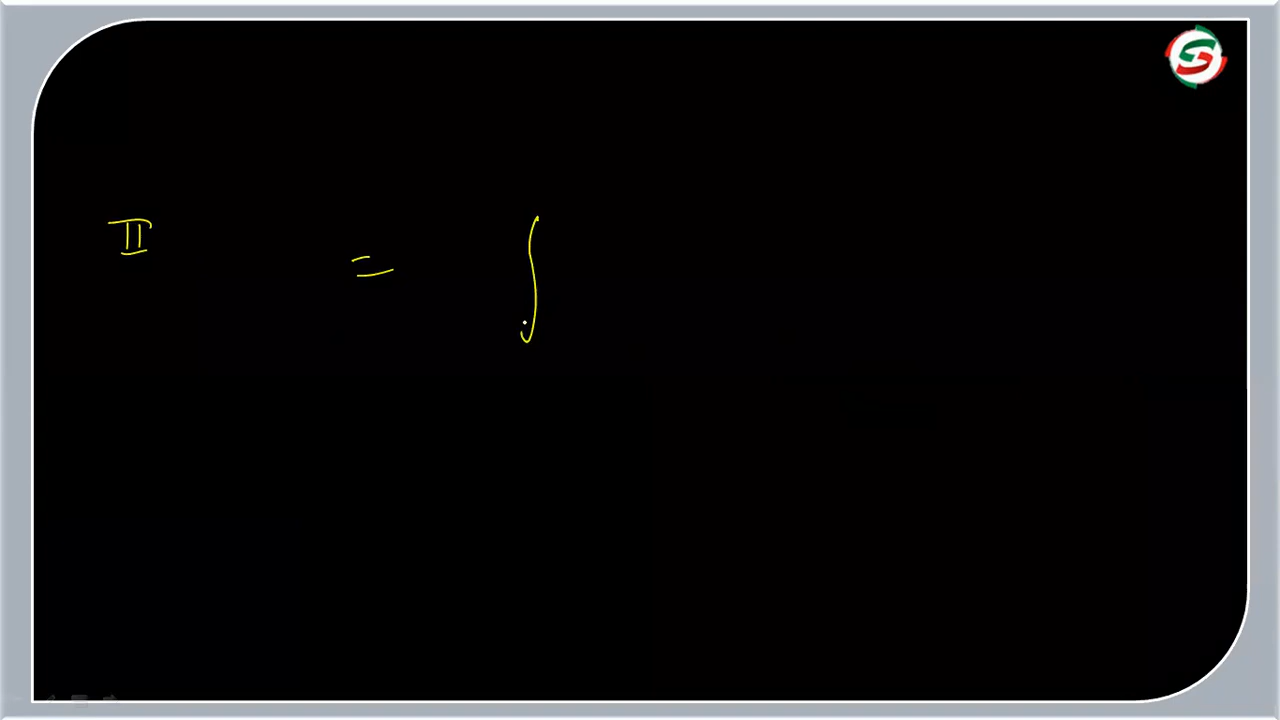 II = ∫